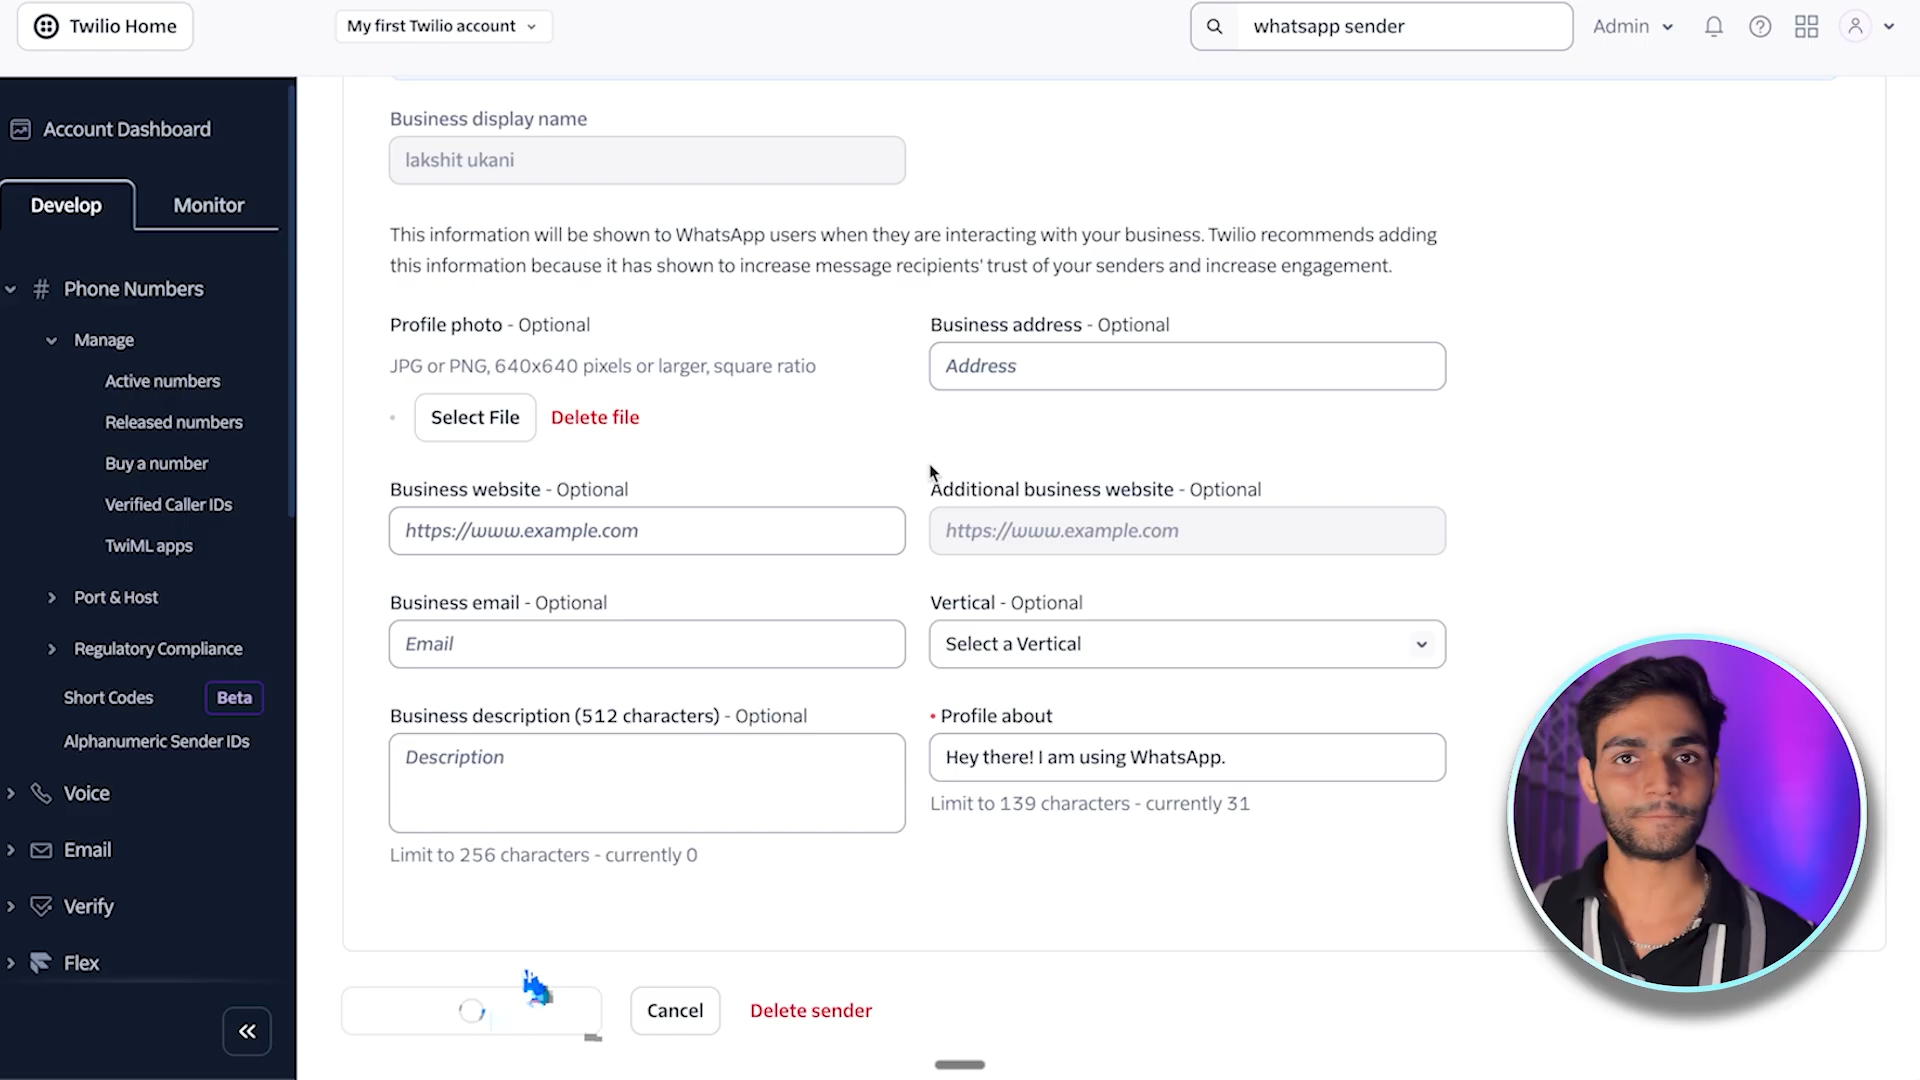 Twilio Home
My first Twilio account
whatsapp sender
Admin
Account Dashboard
Develop
Monitor
# Phone Numbers
Manage
Active numbers
Released numbers
Buy a number
Verified Caller IDs
TwiML apps
Port & Host
Regulatory Compliance
Short Codes
Beta
Alphanumeric Sender IDs
Voice
Email
Verify
Flex
Business display name
lakshit ukani
This information will be shown to WhatsApp users when they are interacting with your business. Twilio recommends adding
this information because it has shown to increase message recipients' trust of your senders and increase engagement.
Profile photo - Optional
JPG or PNG, 640x640 pixels or larger, square ratio
Select File
Delete file
Business address - Optional
Address
Business website - Optional
https://www.example.com
Additional business website - Optional
https://www.example.com
Business email - Optional
Email
Vertical - Optional
Select a Vertical
Business description (512 characters) - Optional
Description
Limit to 256 characters - currently 0
• Profile about
Hey there! I am using WhatsApp.
Limit to 139 characters - currently 31
Cancel
Delete sender